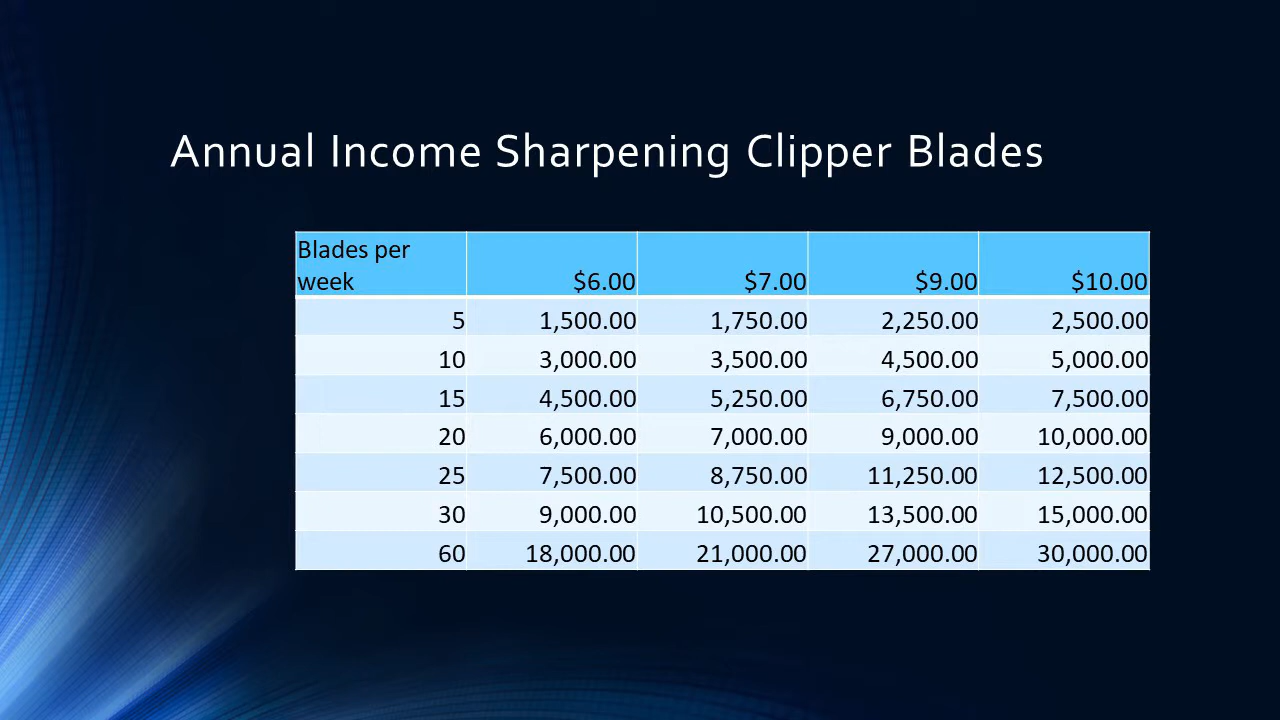 Annual Income Sharpening Clipper Blades
Blades per
week $6.00 $7.00 $9.00 $10.00
5 1,500.00 1,750.00 2,250.00 2,500.00
10 3,000.00 3,500.00 4,500.00 5,000.00
15 4,500.00 5,250.00 6,750.00 7,500.00
20 6,000.00 7,000.00 9,000.00 10,000.00
25 7,500.00 8,750.00 11,250.00 12,500.00
30 9,000.00 10,500.00 13,500.00 15,000.00
60 18,000.00 21,000.00 27,000.00 30,000.00